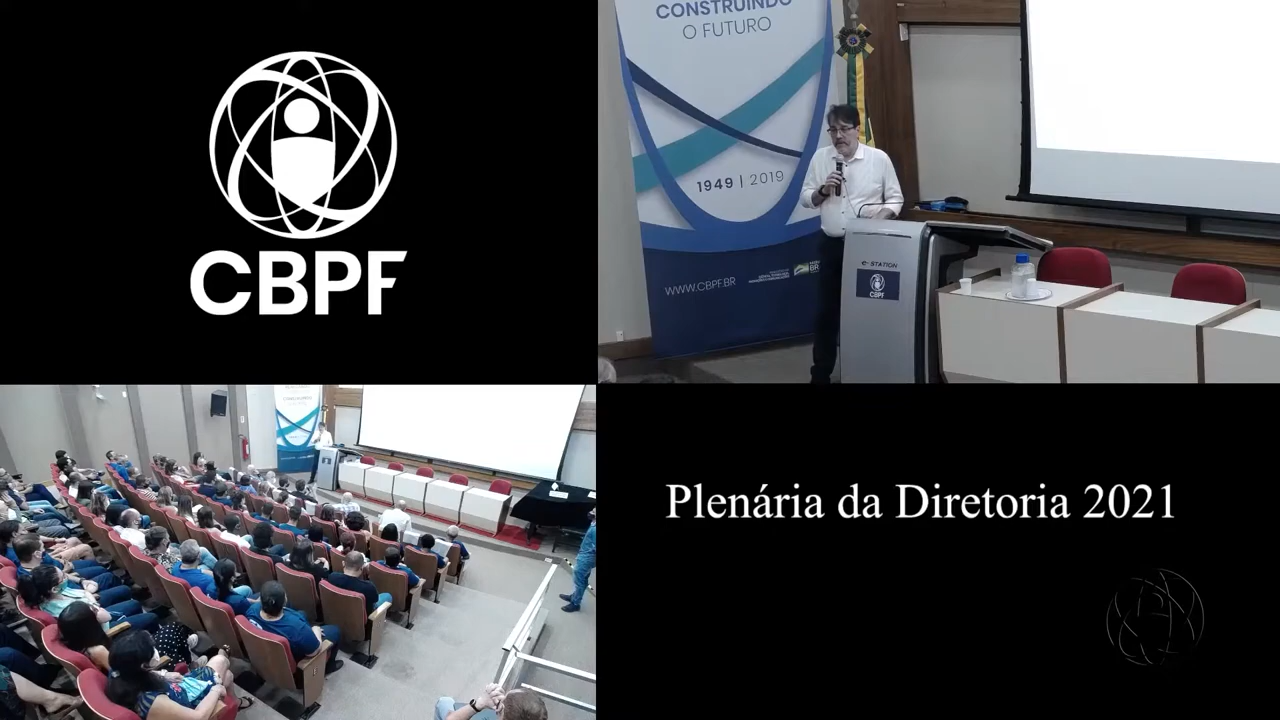 CBPF
CONSTRUINDO
O FUTURO
1949 | 2019
WWW.CBPF.BR
e-STATION
CBPF
Plenária da Diretoria 2021